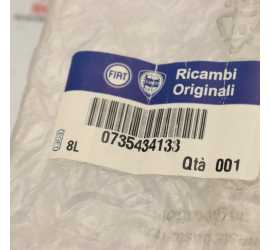 FIAT
Ricambi
Originali
0735434133
8L
Qtà 001